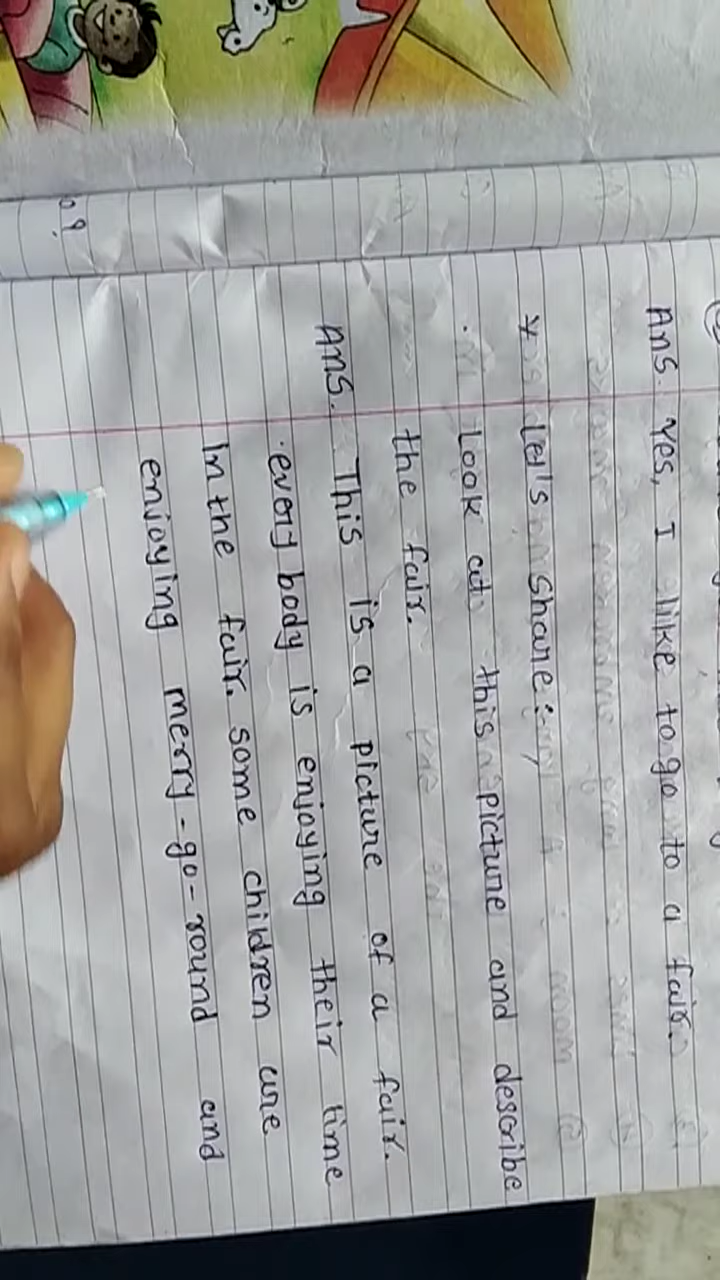 Ans. Yes, I like to go to a fair.
* Let's share :
Look at this picture and describe
the fair.
Ans. This is a picture of a fair.
every body is enjoying their time
In the fair. some children are
enjoying merry-go-round and